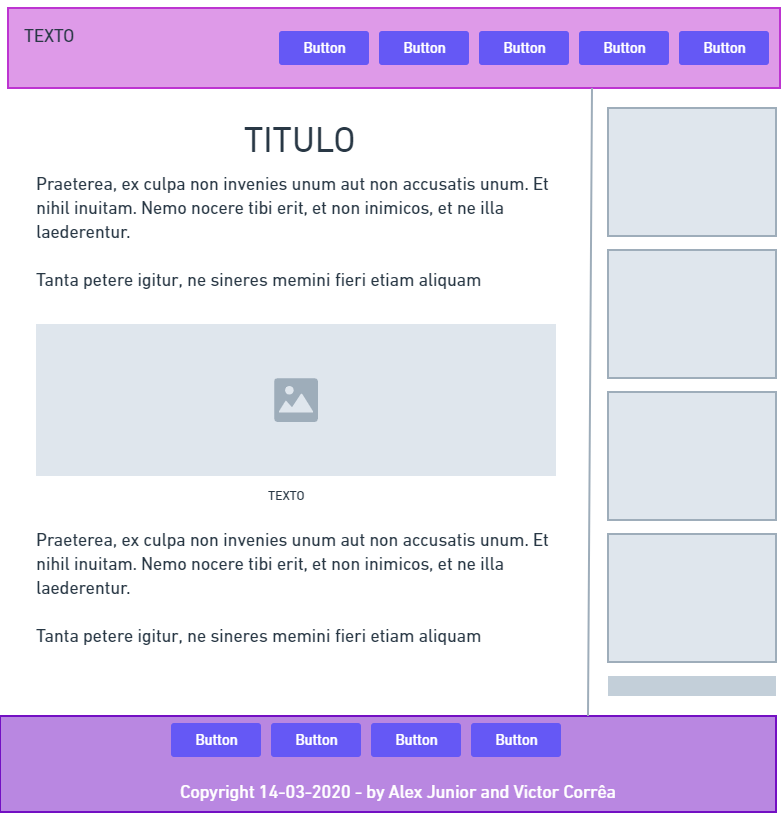 TEXTO
Button Button Button Button Button
TITULO
Praeterea, ex culpa non invenies unum aut non accusatis unum. Et
nihil inuitam. Nemo nocere tibi erit, et non inimicos, et ne illa
laederentur.
Tanta petere igitur, ne sineres memini fieri etiam aliquam
TEXTO
Praeterea, ex culpa non invenies unum aut non accusatis unum. Et
nihil inuitam. Nemo nocere tibi erit, et non inimicos, et ne illa
laederentur.
Tanta petere igitur, ne sineres memini fieri etiam aliquam
Button Button Button Button
Copyright 14-03-2020 - by Alex Junior and Victor Corrêa